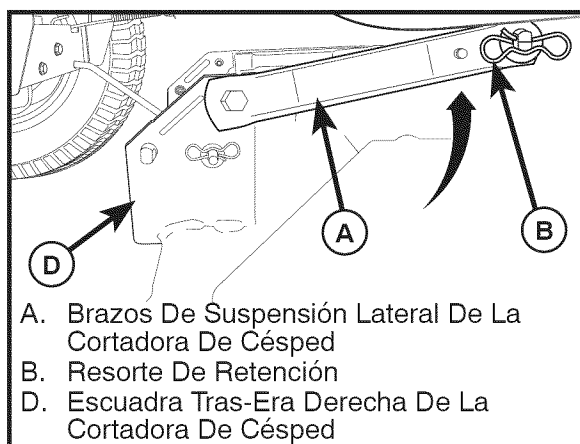 A
B
D
A. Brazos De Suspensión Lateral De La
Cortadora De Césped
B. Resorte De Retención
D. Escuadra Tras-Era Derecha De La
Cortadora De Césped